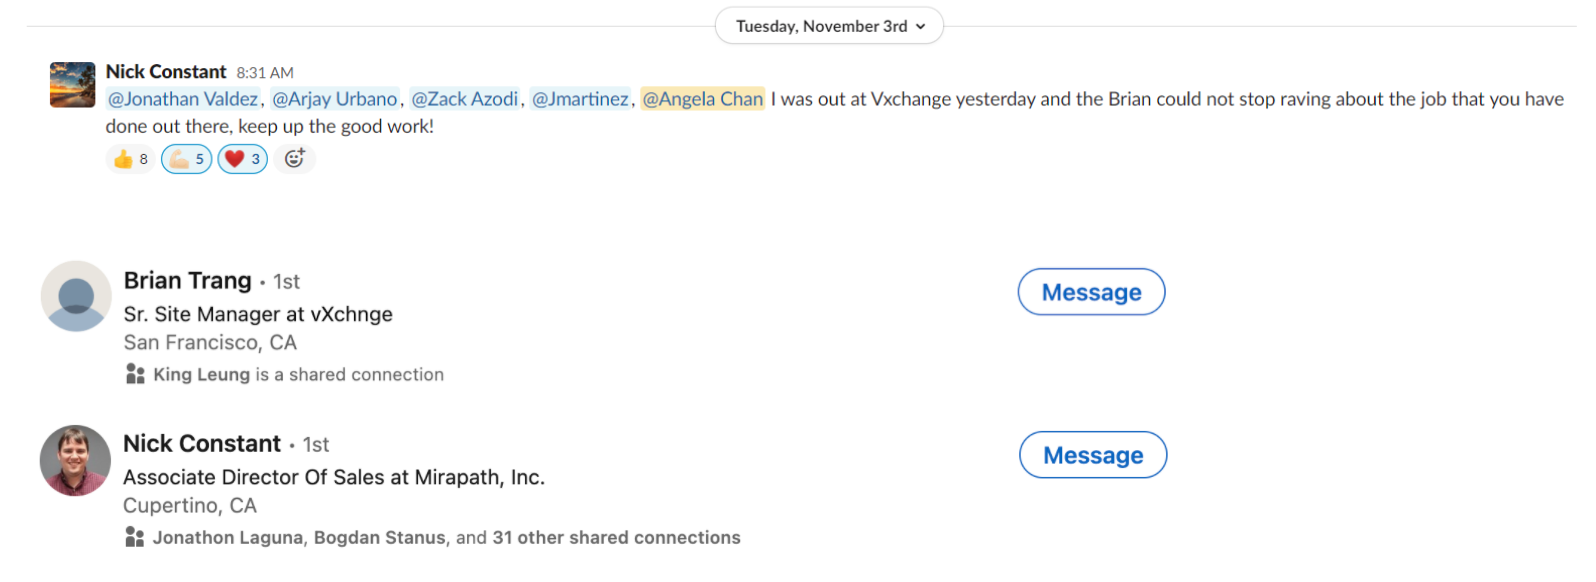 Tuesday, November 3rd
Nick Constant 8:31 AM
@Jonathan Valdez, @Arjay Urbano, @Zack Azodi, @Jmartinez, @Angela Chan I was out at Vxchange yesterday and the Brian could not stop raving about the job that you have
done out there, keep up the good work!
8 5 3
Brian Trang · 1st
Message
Sr. Site Manager at vXchnge
San Francisco, CA
King Leung is a shared connection
Nick Constant · 1st
Message
Associate Director Of Sales at Mirapath, Inc.
Cupertino, CA
Jonathon Laguna, Bogdan Stanus, and 31 other shared connections